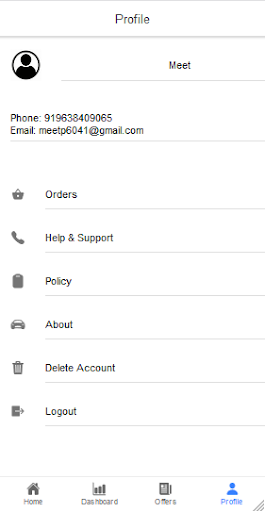 Profile
Meet
Phone: 919638409065
Email: meetp6041@gmail.com
Orders
Help & Support
Policy
About
Delete Account
Logout
Home Dashboard Offers Profile